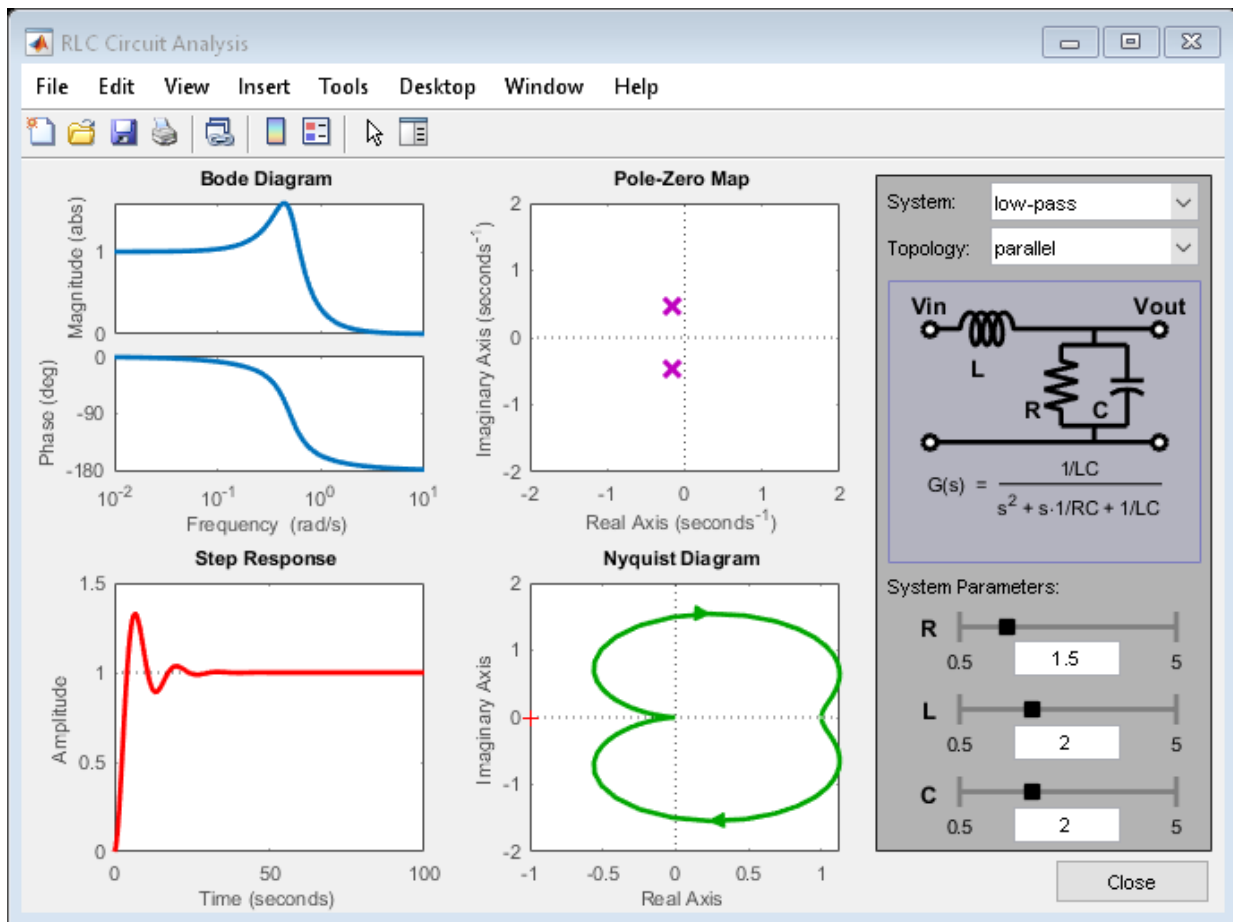 RLC Circuit Analysis
File Edit View Insert Tools Desktop Window Help
Bode Diagram
Magnitude (abs)
1
0
Phase (deg)
0
-90
-180
10^-2 10^-1 10^0 10^1
Frequency (rad/s)
Pole-Zero Map
Imaginary Axis (seconds^-1)
2
1
0
-1
-2
-2 -1 0 1 2
Real Axis (seconds^-1)
Step Response
Amplitude
1.5
1
0.5
0
0 50 100
Time (seconds)
Nyquist Diagram
Imaginary Axis
2
1
0
-1
-2
-1 -0.5 0 0.5 1
Real Axis
System: low-pass
Topology: parallel
Vin Vout
L
R C
G(s) = 1/LC
s^2 + s·1/RC + 1/LC
System Parameters:
R
0.5 1.5 5
L
0.5 2 5
C
0.5 2 5
Close